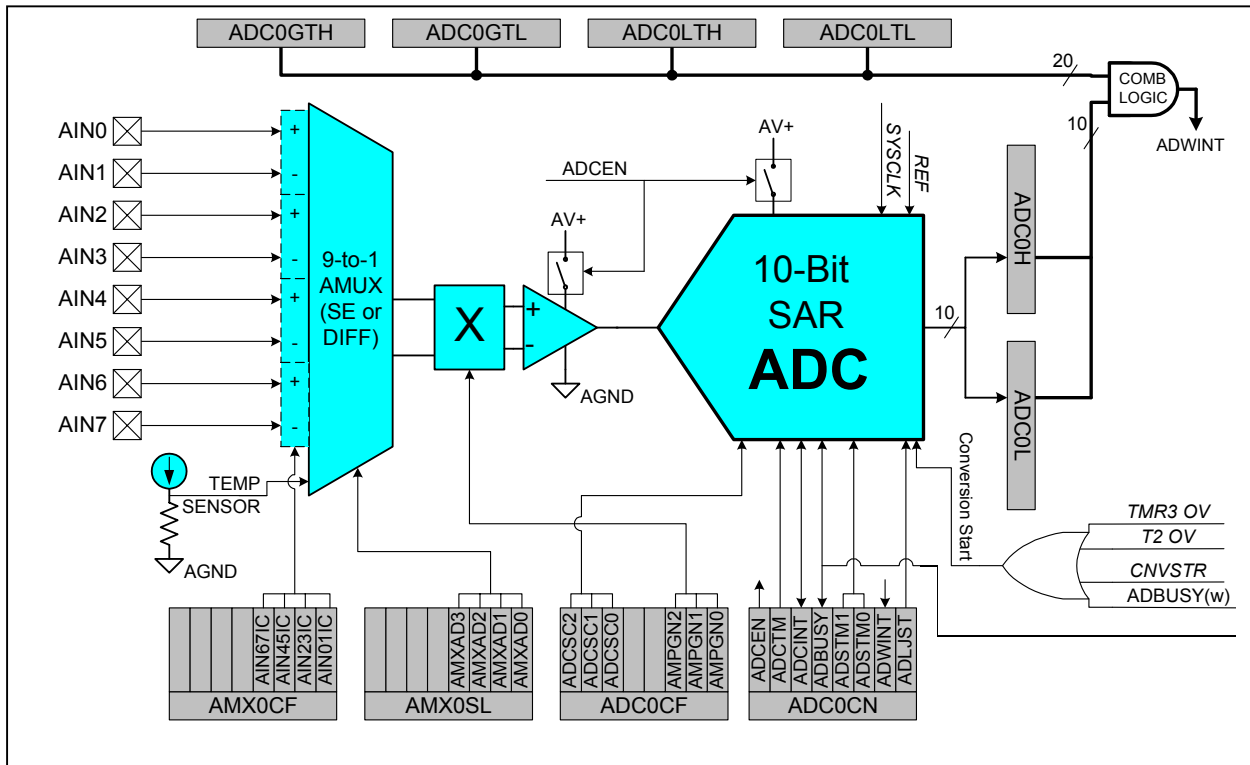 ADC0GTH
ADC0GTL
ADC0LTH
ADC0LTL
20
COMB
LOGIC
10
ADWINT
AIN0
AIN1
AIN2
AIN3
AIN4
AIN5
AIN6
AIN7
+
-
+
-
+
-
+
-
9-to-1
AMUX
(SE or
DIFF)
TEMP
SENSOR
AGND
X
+
-
AV+
AGND
ADCEN
AV+
SYSCLK
REF
10-Bit
SAR
ADC
10
ADC0H
ADC0L
Conversion Start
TMR3 OV
T2 OV
CNVSTR
ADBUSY(w)
AIN67IC
AIN45IC
AIN23IC
AIN01IC
AMX0CF
AMXAD3
AMXAD2
AMXAD1
AMXAD0
AMX0SL
ADCSC2
ADCSC1
ADCSC0
AMPGN2
AMPGN1
AMPGN0
ADC0CF
ADCEN
ADCTM
ADCINT
ADBUSY
ADSTM1
ADSTM0
ADWINT
ADLJST
ADC0CN